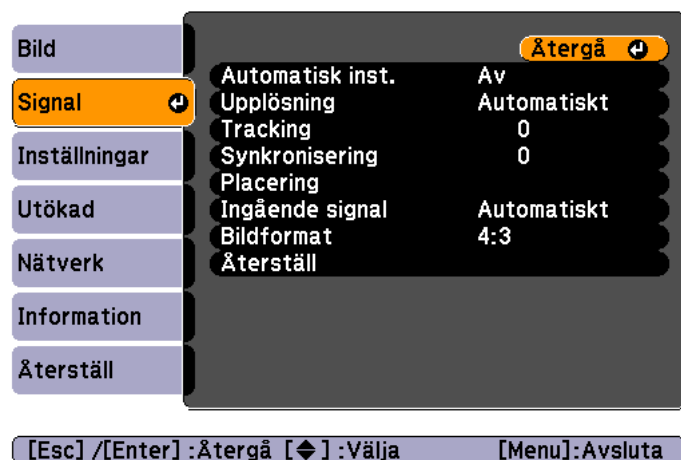 Bild
Signal
Inställningar
Utökad
Nätverk
Information
Återställ
Återgå
Automatisk inst. Av
Upplösning Automatiskt
Tracking 0
Synkronisering 0
Placering
Ingående signal Automatiskt
Bildformat 4:3
Återställ
[Esc] /[Enter] :Återgå [◆] :Välja [Menu]:Avsluta